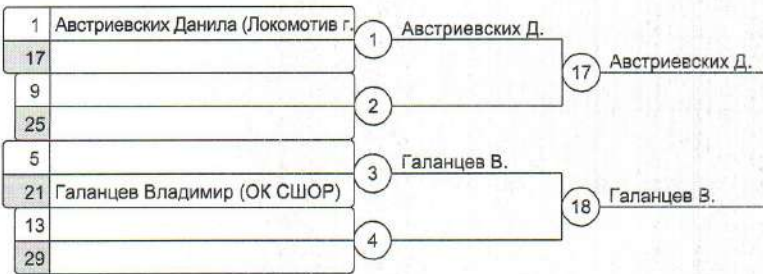 1 Австриевских Данила (Локомотив г.
17
9
25
5
21 Галанцев Владимир (ОК СШОР)
13
29
1
2
3
4
Австриевских Д.
Галанцев В.
17
18
Австриевских Д.
Галанцев В.